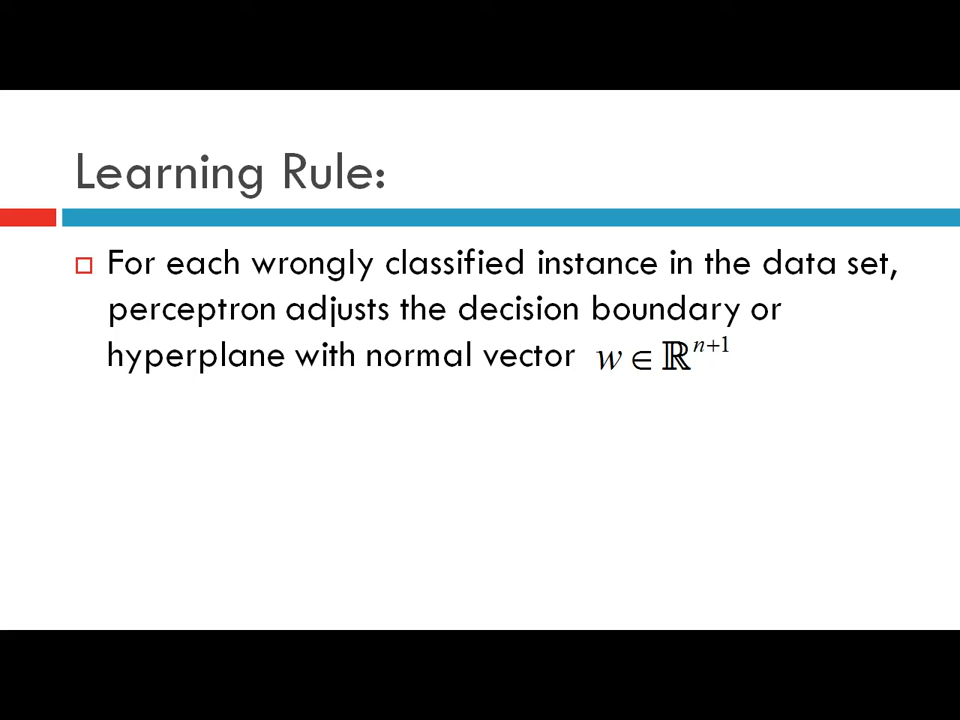 Learning Rule:
For each wrongly classified instance in the data set,
perceptron adjusts the decision boundary or
hyperplane with normal vector w ∈ ℝⁿ⁺¹